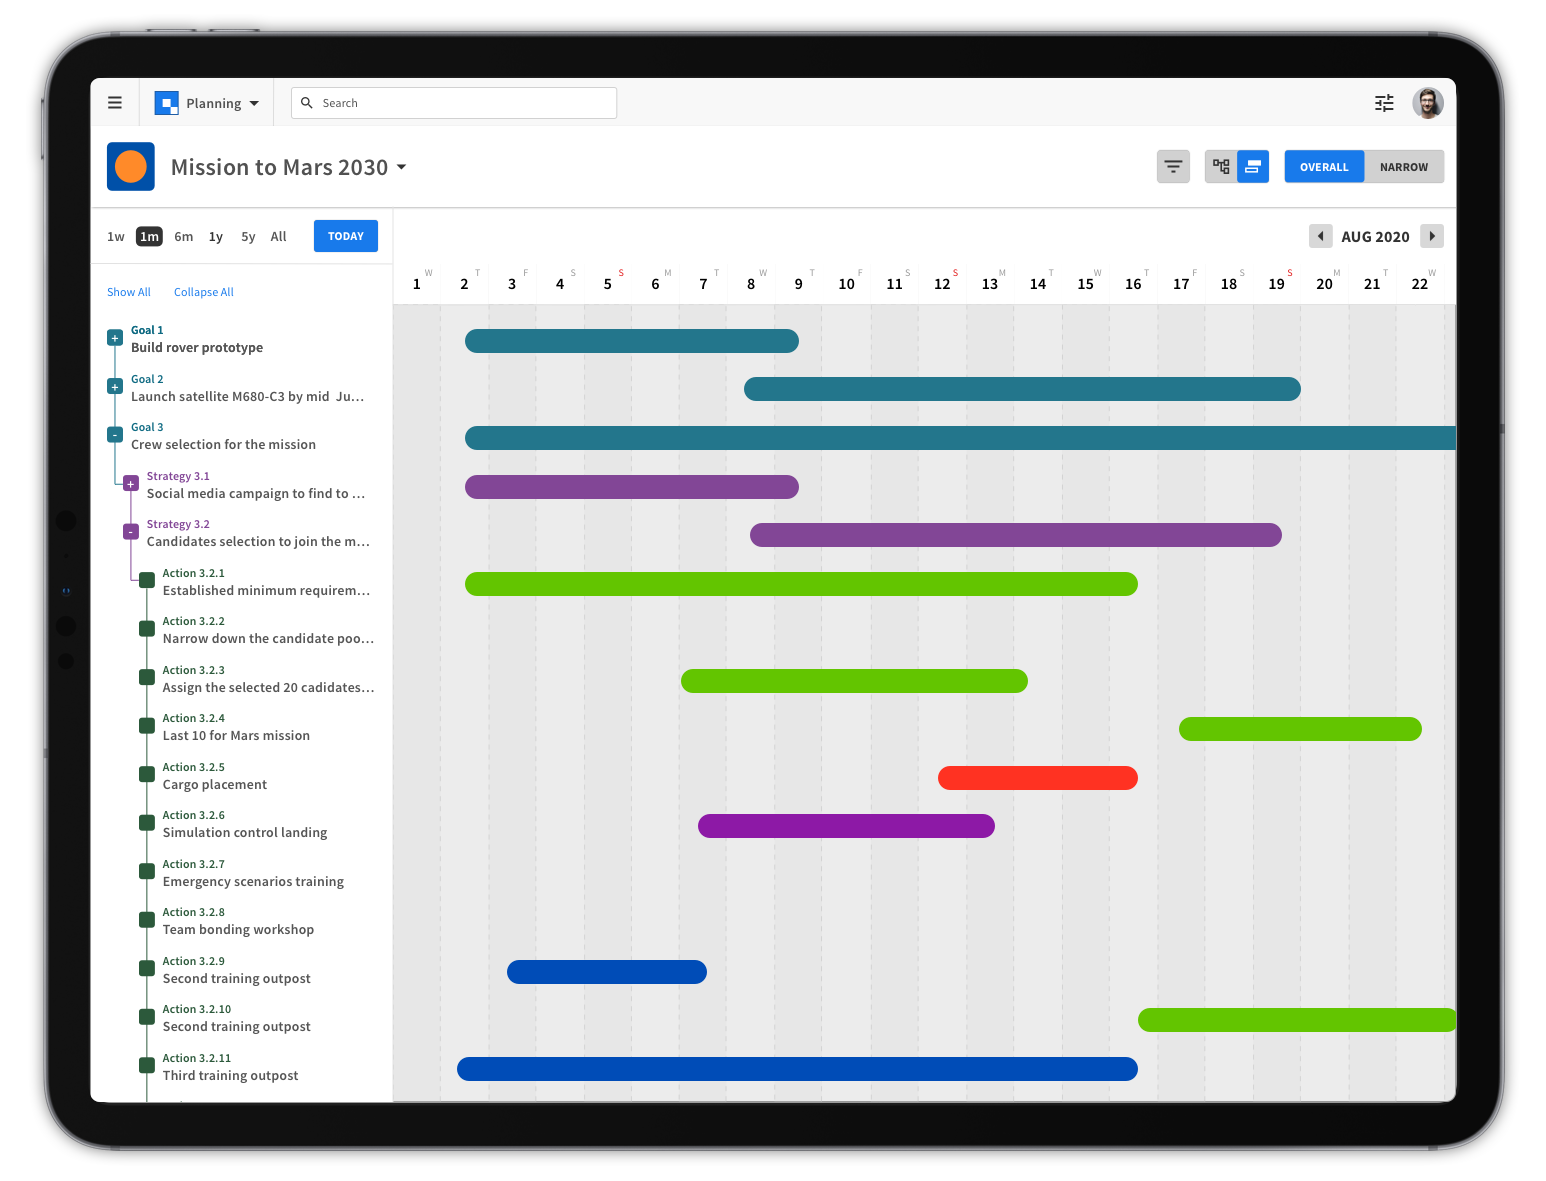 Planning
Search
Mission to Mars 2030
OVERALL NARROW
1w 1m 6m 1y 5y All TODAY
AUG 2020
W T F S S M T W T F S S M T W T F S S M T W
1 2 3 4 5 6 7 8 9 10 11 12 13 14 15 16 17 18 19 20 21 22
Show All Collapse All
+
Goal 1
Build rover prototype
+
Goal 2
Launch satellite M680-C3 by mid Ju...
-
Goal 3
Crew selection for the mission
+
Strategy 3.1
Social media campaign to find to ...
-
Strategy 3.2
Candidates selection to join the m...
Action 3.2.1
Established minimum requirem...
Action 3.2.2
Narrow down the candidate poo...
Action 3.2.3
Assign the selected 20 cadidates...
Action 3.2.4
Last 10 for Mars mission
Action 3.2.5
Cargo placement
Action 3.2.6
Simulation control landing
Action 3.2.7
Emergency scenarios training
Action 3.2.8
Team bonding workshop
Action 3.2.9
Second training outpost
Action 3.2.10
Second training outpost
Action 3.2.11
Third training outpost